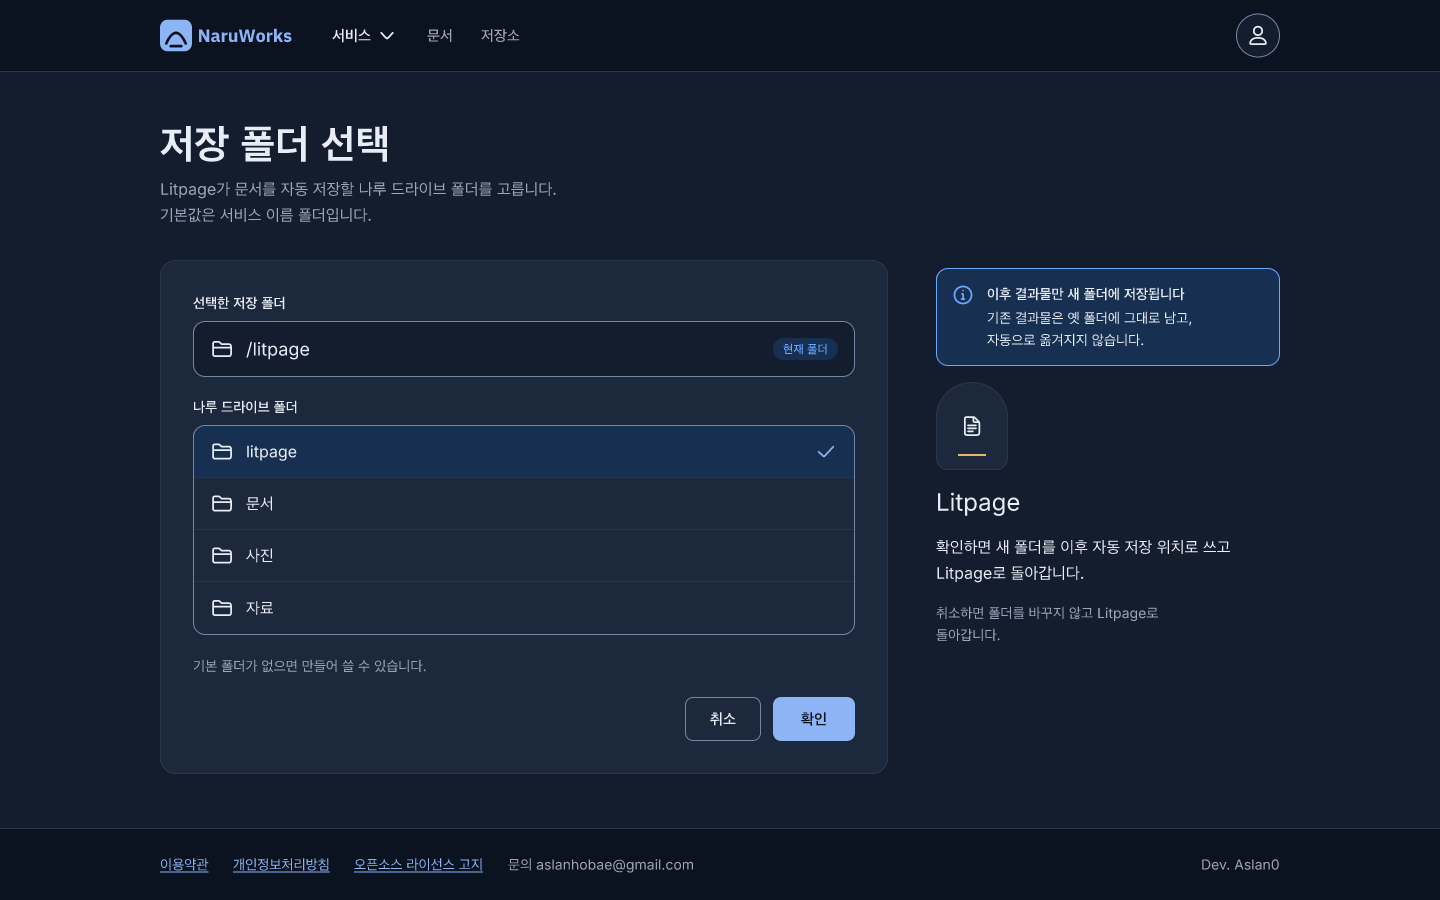 NaruWorks
서비스
문서
저장소
저장 폴더 선택
Litpage가 문서를 자동 저장할 나루 드라이브 폴더를 고릅니다.
기본값은 서비스 이름 폴더입니다.
선택한 저장 폴더
/litpage
현재 폴더
나루 드라이브 폴더
litpage
문서
사진
자료
기본 폴더가 없으면 만들어 쓸 수 있습니다.
취소
확인
이후 결과물만 새 폴더에 저장됩니다
기존 결과물은 옛 폴더에 그대로 남고,
자동으로 옮겨지지 않습니다.
Litpage
확인하면 새 폴더를 이후 자동 저장 위치로 쓰고
Litpage로 돌아갑니다.
취소하면 폴더를 바꾸지 않고 Litpage로
돌아갑니다.
이용약관
개인정보처리방침
오픈소스 라이선스 고지
문의 aslanhobae@gmail.com
Dev. Aslan0